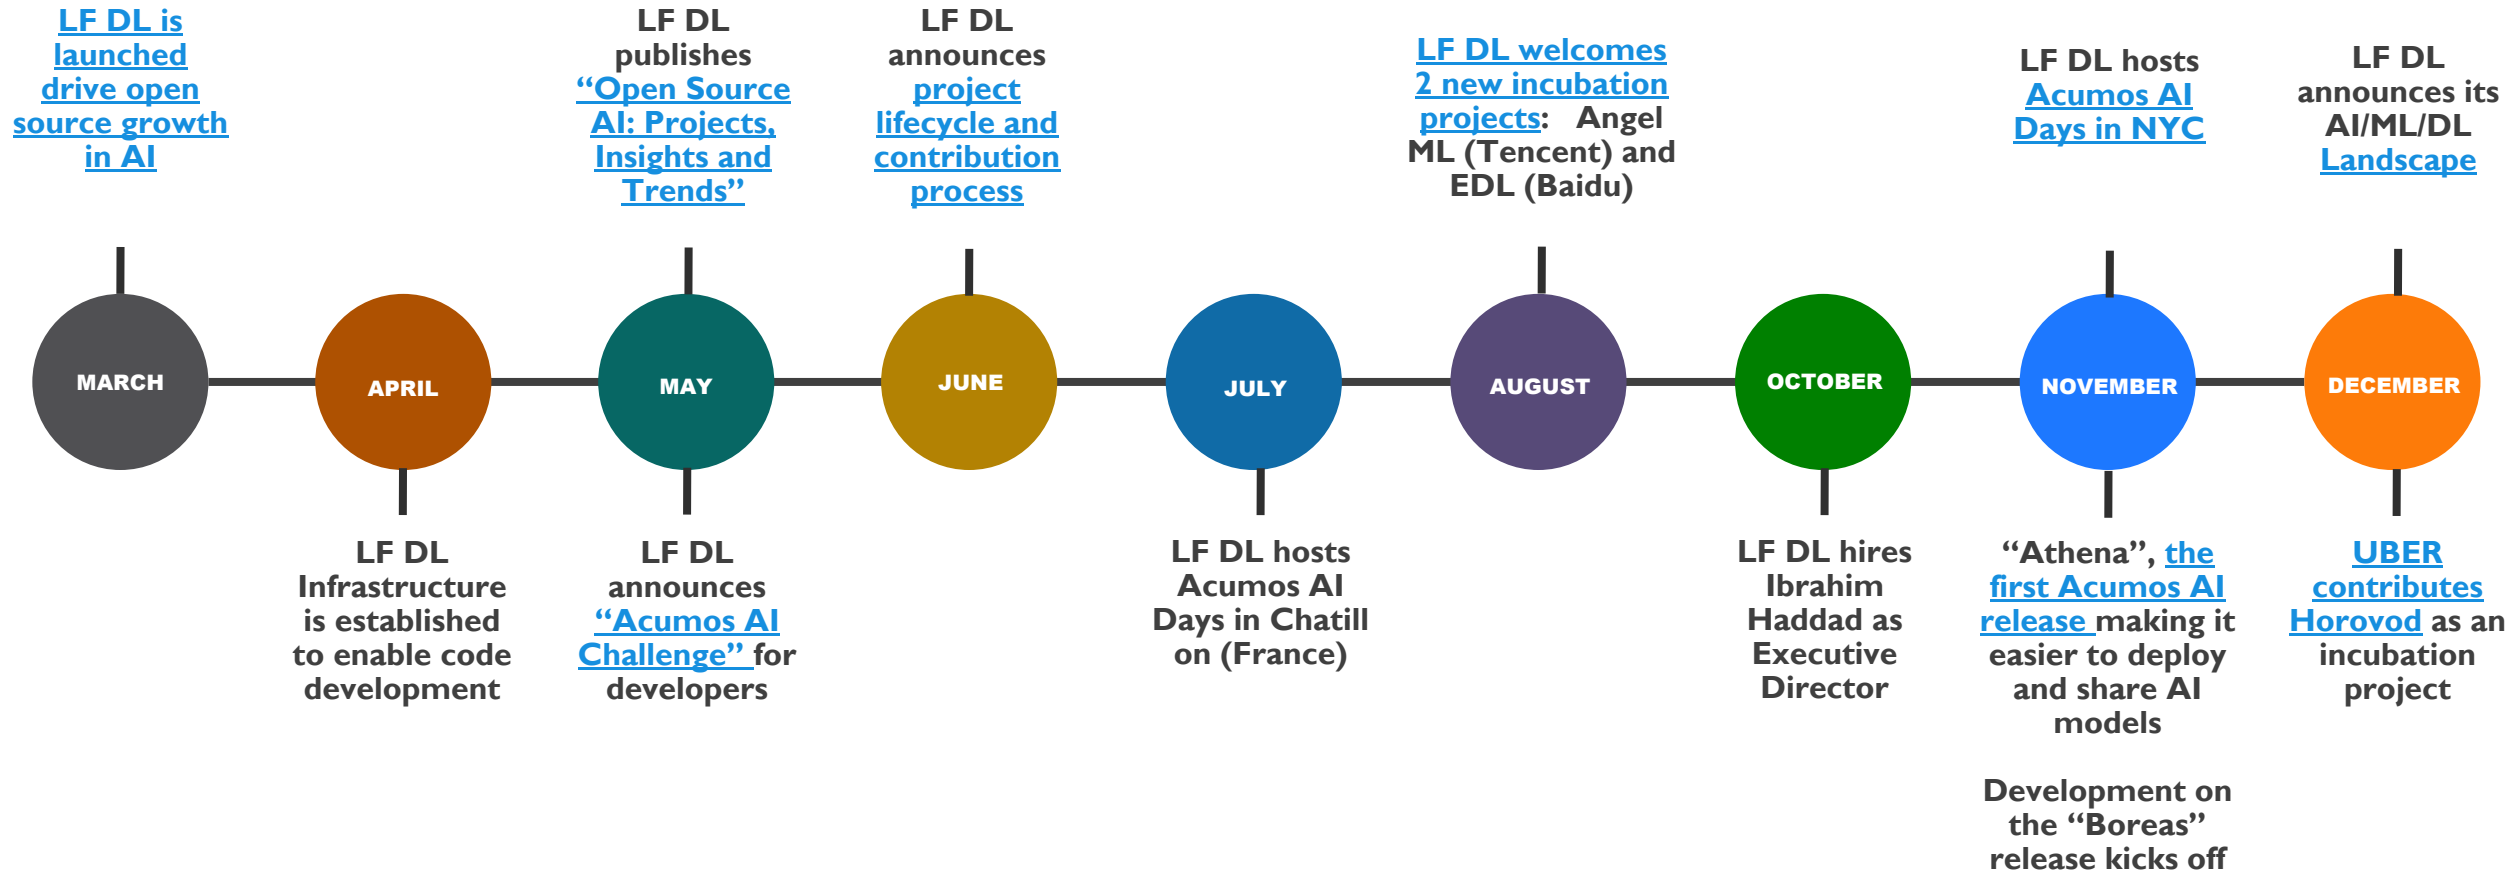 LF DL is
launched
drive open
source growth
in AI
LF DL
publishes
“Open Source
AI: Projects,
Insights and
Trends”
LF DL
announces
project
lifecycle and
contribution
process
LF DL welcomes
2 new incubation
projects: Angel
ML (Tencent) and
EDL (Baidu)
LF DL hosts
Acumos AI
Days in NYC
LF DL
announces its
AI/ML/DL
Landscape
MARCH
APRIL
MAY
JUNE
JULY
AUGUST
OCTOBER
NOVEMBER
DECEMBER
LF DL
Infrastructure
is established
to enable code
development
LF DL
announces
“Acumos AI
Challenge” for
developers
LF DL hosts
Acumos AI
Days in Chatill
on (France)
LF DL hires
Ibrahim
Haddad as
Executive
Director
“Athena”, the
first Acumos AI
release making it
easier to deploy
and share AI
models
Development on
the “Boreas”
release kicks off
UBER
contributes
Horovod as an
incubation
project